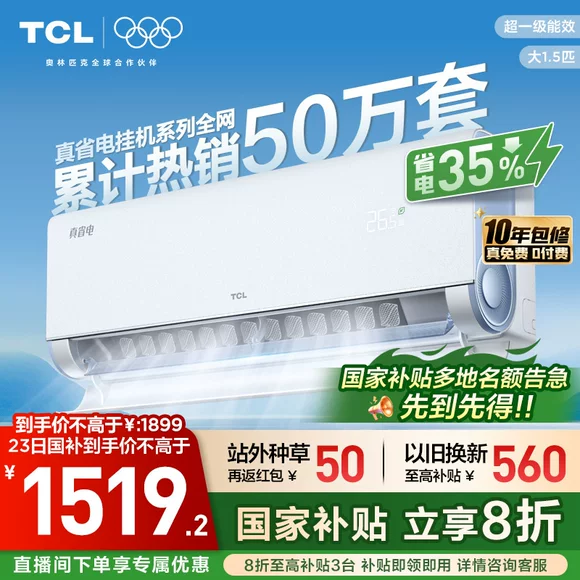 TCL
奥林匹克全球合作伙伴
超一级能效
大1.5匹
真省电挂机系列全网
累计热销50万套
省电35%
真省电
26.5
10年包修
真免费 0付费
TCL
国家补贴多地名额告急
先到先得!!
到手价不高于¥:1899
23日国补到手价不高于
¥1519.2
直播间下单享专属优惠
站外种草
再返红包¥50
以旧换新
至高补贴¥560
国家补贴 立享8折
8折至高补贴3台 补贴即领即用 详情咨询客服